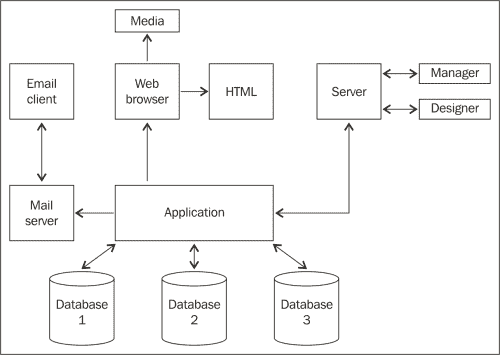 Media
Email
client
Web
browser
HTML
Server
Manager
Designer
Mail
server
Application
Database
1
Database
2
Database
3